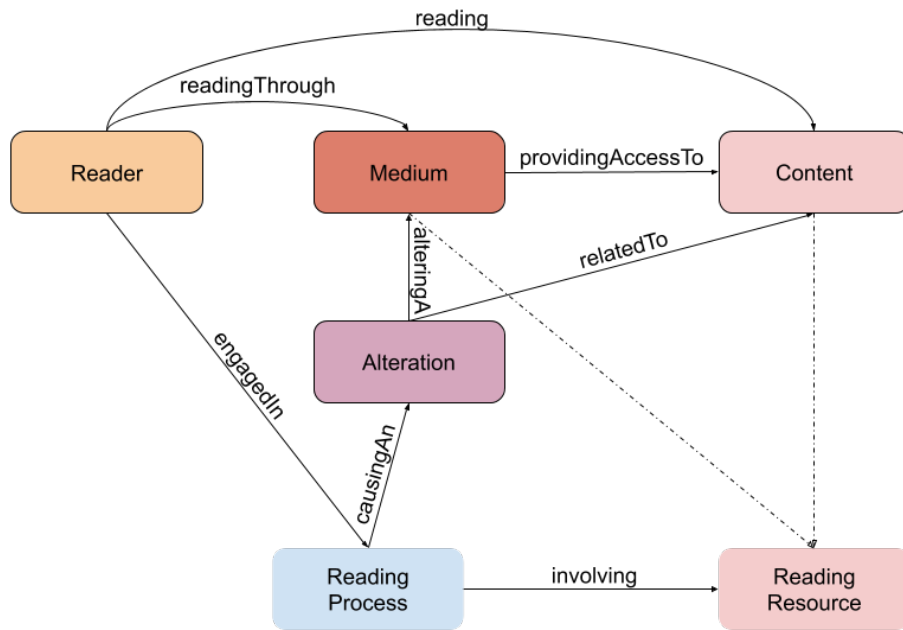 reading
readingThrough
Reader
Medium
providingAccessTo
Content
alteringA
relatedTo
Alteration
engagedIn
causingAn
Reading
Process
involving
Reading
Resource